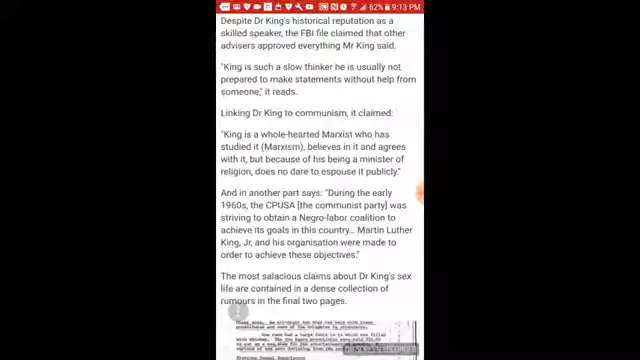 62% 9:13 PM
Despite Dr King's historical reputation as a
skilled speaker, the FBI file claimed that other
advisers approved everything Mr King said.
"King is such a slow thinker he is usually not
prepared to make statements without help from
someone," it reads.
Linking Dr King to communism, it claimed:
"King is a whole-hearted Marxist who has
studied it (Marxism), believes in it and agrees
with it, but because of his being a minister of
religion, does no dare to espouse it publicly."
And in another part says: "During the early
1960s, the CPUSA [the communist party] was
striving to obtain a Negro-labor coalition to
achieve its goals in this country... Martin Luther
King, Jr, and his organisation were made to
order to achieve these objectives."
The most salacious claims about Dr King's sex
life are contained in a dense collection of
rumours in the final two pages.